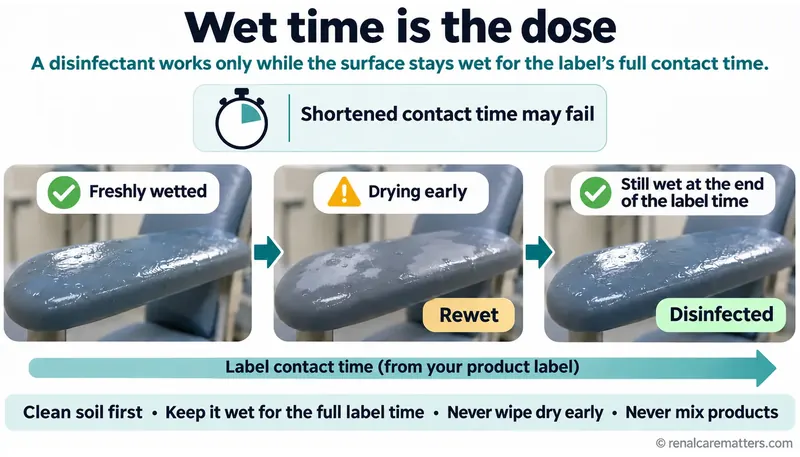 Wet time is the dose
A disinfectant works only while the surface stays wet for the label's full contact time.
Shortened contact time may fail
Freshly wetted
Drying early
Still wet at the end
of the label time
Rewet
Disinfected
Label contact time (from your product label)
Clean soil first • Keep it wet for the full label time • Never wipe dry early • Never mix products
© renalcarematters.com